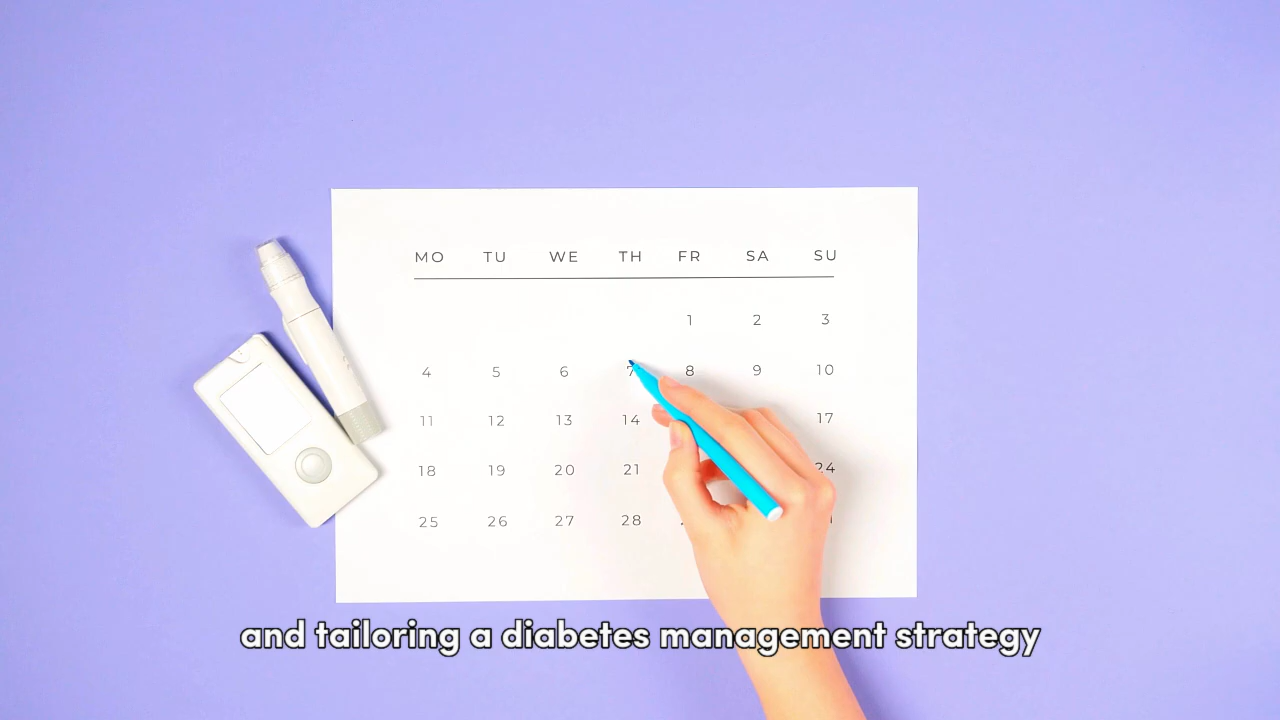 MO TU WE TH FR SA SU
1 2 3
4 5 6 7 8 9 10
11 12 13 14 17
18 19 20 21 24
25 26 27 28
and tailoring a diabetes management strategy